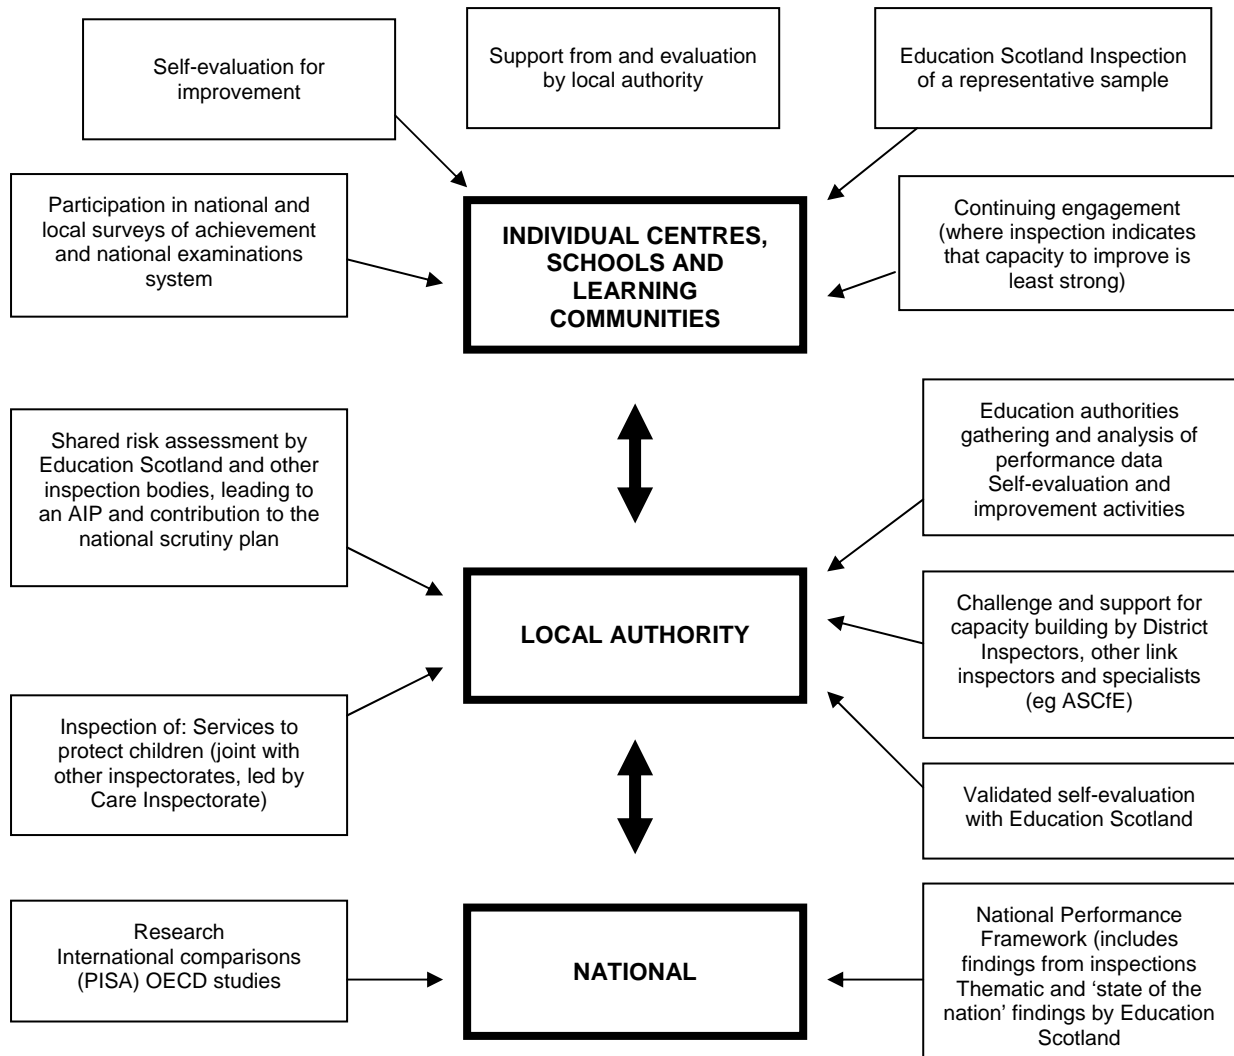 Self-evaluation for
improvement
Support from and evaluation
by local authority
Education Scotland Inspection
of a representative sample
Participation in national and
local surveys of achievement
and national examinations
system
INDIVIDUAL CENTRES,
SCHOOLS AND
LEARNING
COMMUNITIES
Continuing engagement
(where inspection indicates
that capacity to improve is
least strong)
Shared risk assessment by
Education Scotland and other
inspection bodies, leading to
an AIP and contribution to the
national scrutiny plan
Education authorities
gathering and analysis of
performance data
Self-evaluation and
improvement activities
LOCAL AUTHORITY
Challenge and support for
capacity building by District
Inspectors, other link
inspectors and specialists
(eg ASCfE)
Inspection of: Services to
protect children (joint with
other inspectorates, led by
Care Inspectorate)
Validated self-evaluation
with Education Scotland
Research
International comparisons
(PISA) OECD studies
NATIONAL
National Performance
Framework (includes
findings from inspections
Thematic and ‘state of the
nation’ findings by Education
Scotland